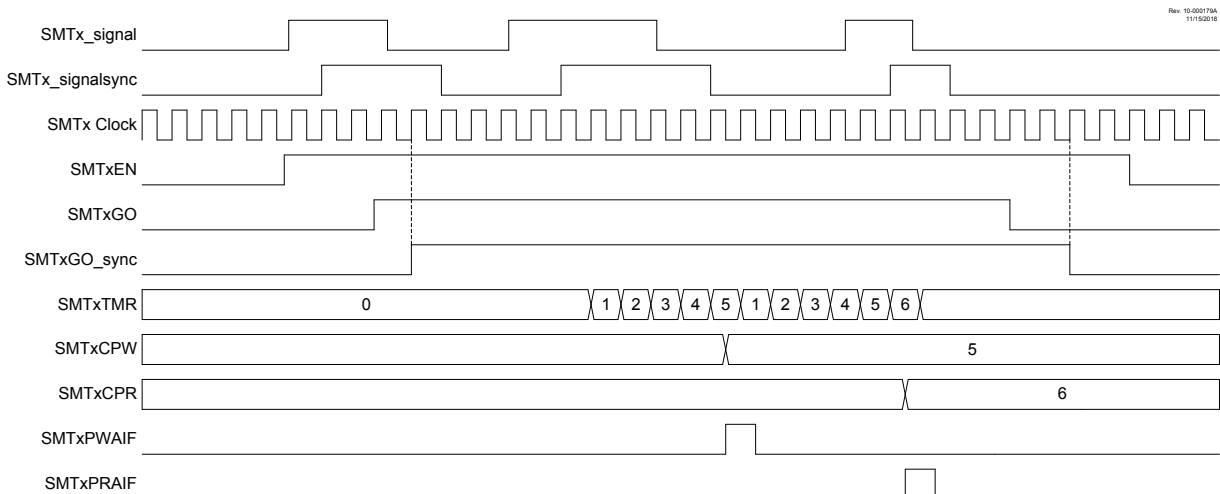 Rev. 10-000179A
11/15/2018
SMTx_signal
SMTx_signalsync
SMTx Clock
SMTxEN
SMTxGO
SMTxGO_sync
SMTxTMR 0 1 2 3 4 5 1 2 3 4 5 6
SMTxCPW 5
SMTxCPR 6
SMTxPWAIF
SMTxPRAIF